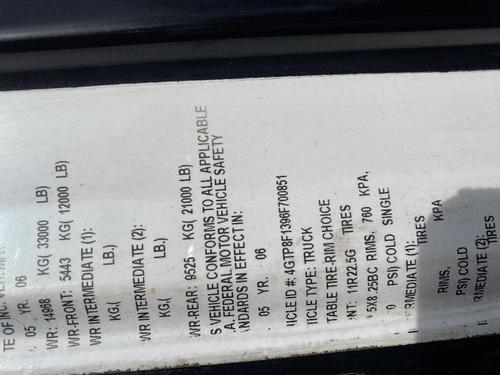 TE OF
05 YR. 06
WR: 14968 KG( 33000 LB)
WR-FRONT: 5443 KG( 12000 LB)
WR INTERMEDIATE (1):
KG.( LB.)
WR INTERMEDIATE (2):
KG.( LB.)
WR-REAR: 9525 KG( 21000 LB)
S VEHICLE CONFORMS TO ALL APPLICABLE
A. FEDERAL MOTOR VEHICLE SAFETY
ANDARDS IN EFFECT IN:
05 YR. 06
HICLE ID #: 4GTP8F1396F700851
HICLE TYPE: TRUCK
TABLE TIRE-RIM CHOICE
NT: 11R22.5G TIRES
5X8.25BC RIMS, 760 KPA,
0 PSI) COLD SINGLE
RMEDIATE (1): TIRES
RIMS, KPA
PSI) COLD
RMEDIATE (2): TIRES